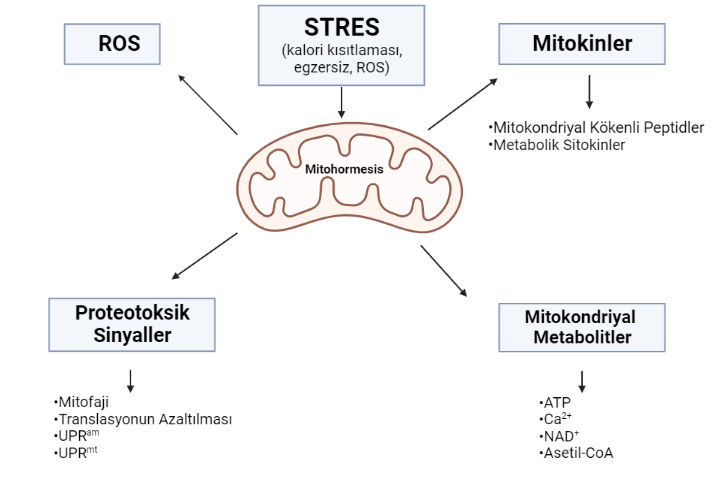 ROS
STRES
(kalori kısıtlaması,
egzersiz, ROS)
Mitokinler
•Mitokondriyal Kökenli Peptidler
•Metabolik Sitokinler
Mitohormesis
Proteotoksik
Sinyaller
•Mitofaji
•Translasyonun Azaltılması
•UPRᵃᵐ
•UPRᵐᵗ
Mitokondriyal
Metabolitler
•ATP
•Ca²⁺
•NAD⁺
•Asetil-CoA